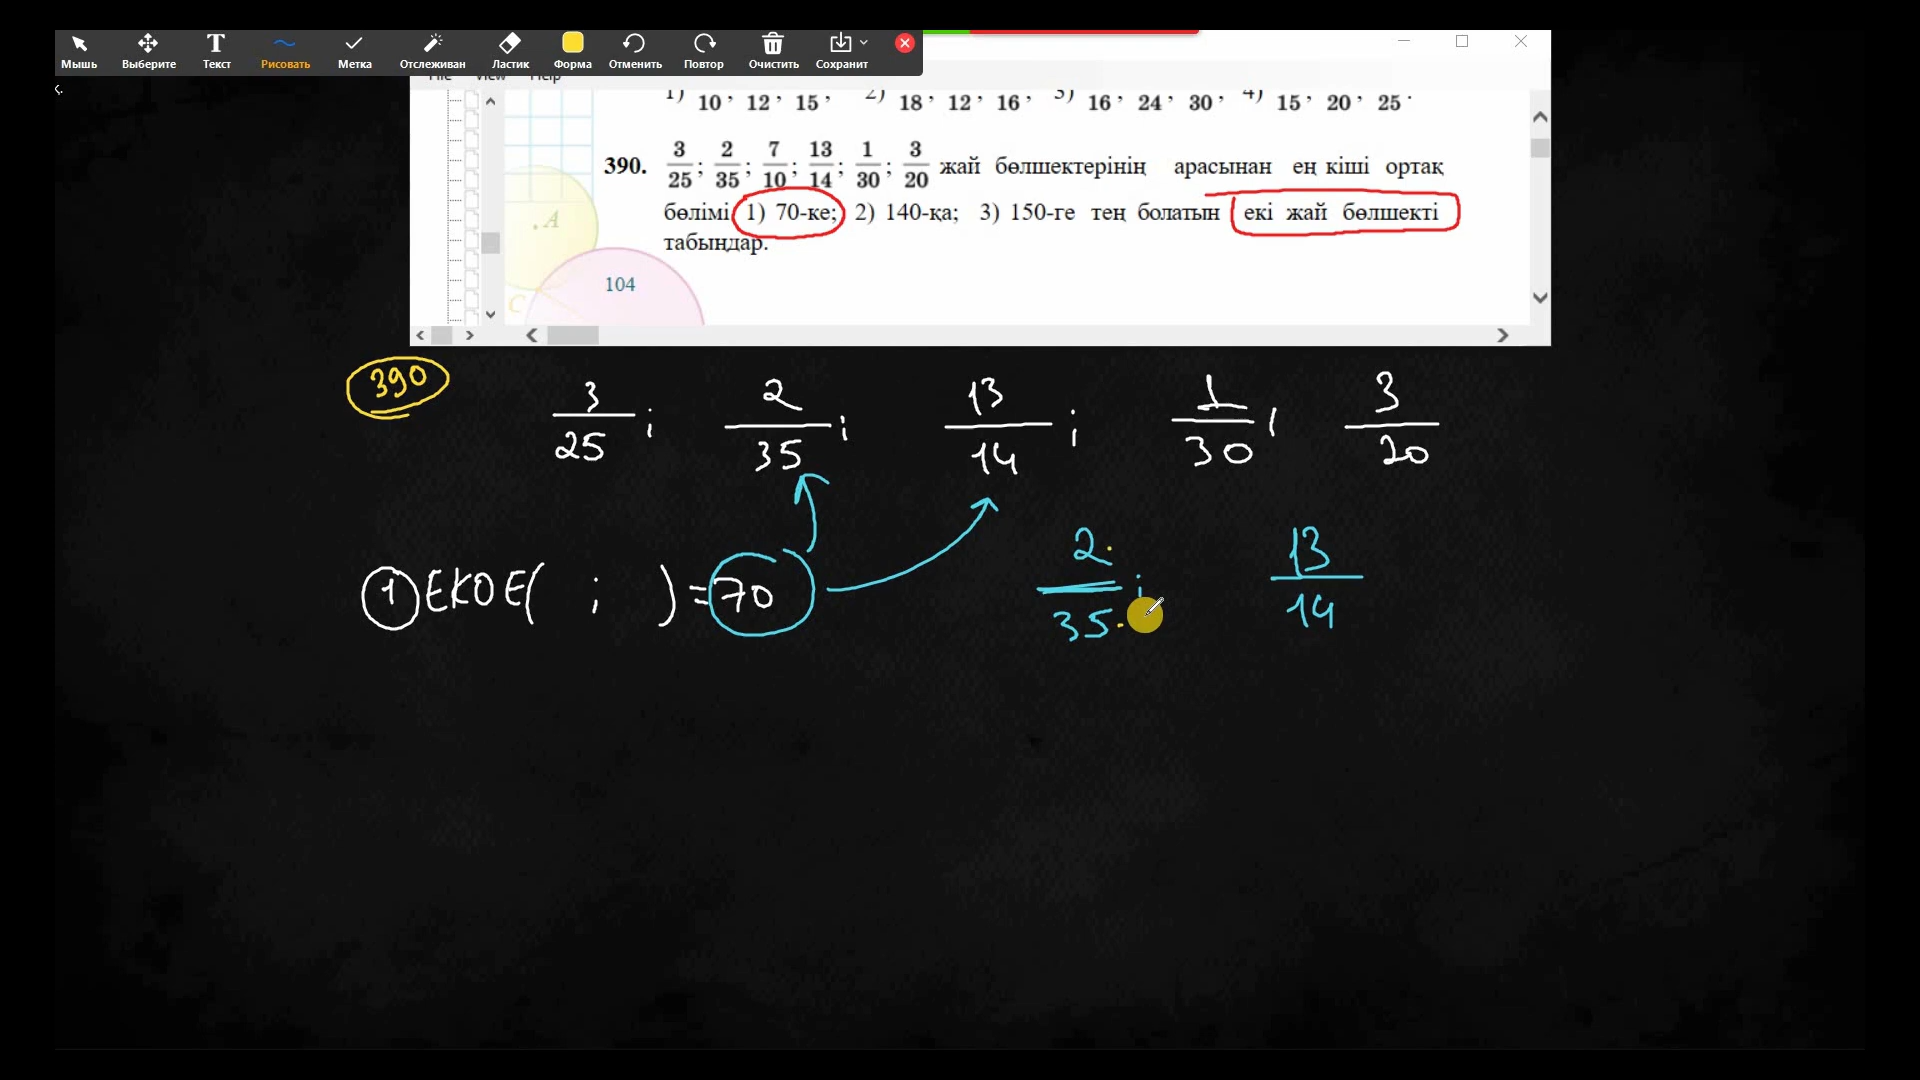 Мышь Выберите Текст Рисовать Метка Отслеживан Ластик Форма Отменить Повтор Очистить Сохранит
File View Help
1) 10, 12, 15, 2) 18, 12, 16, 3) 16, 24, 30, 4) 15, 20, 25.
390. 3/25; 2/35; 7/10; 13/14; 1/30; 3/20 жай бөлшектерінің арасынан ең кіші ортақ
бөлімі 1) 70-ке; 2) 140-қа; 3) 150-ге тең болатын екі жай бөлшекті
табыңдар.
A
104
C
390 3/25; 2/35; 13/14; 1/30, 3/20
1 ЕКОЕ( ; ) = 70 2·/35· ; 13/14